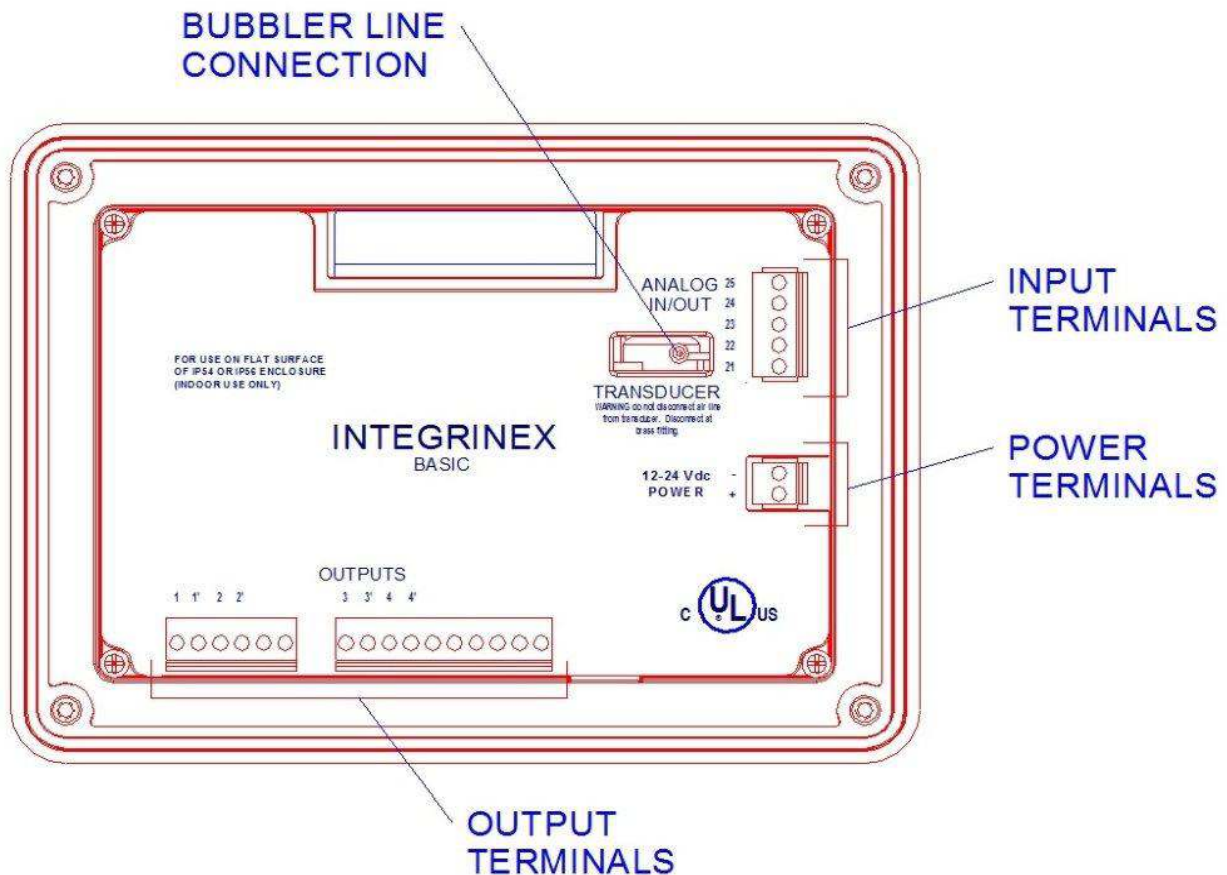 BUBBLER LINE
CONNECTION
ANALOG
IN/OUT
25
24
23
22
21
INPUT
TERMINALS
FOR USE ON FLAT SURFACE
OF IP54 OR IP56 ENCLOSURE
(INDOOR USE ONLY)
TRANSDUCER
WARNING do not disconnect air line
from transducer. Disconnect at
brass fitting.
INTEGRINEX
BASIC
12-24 Vdc -
POWER +
POWER
TERMINALS
OUTPUTS
1 1' 2 2' 3 3' 4 4'
C UL US
®
OUTPUT
TERMINALS